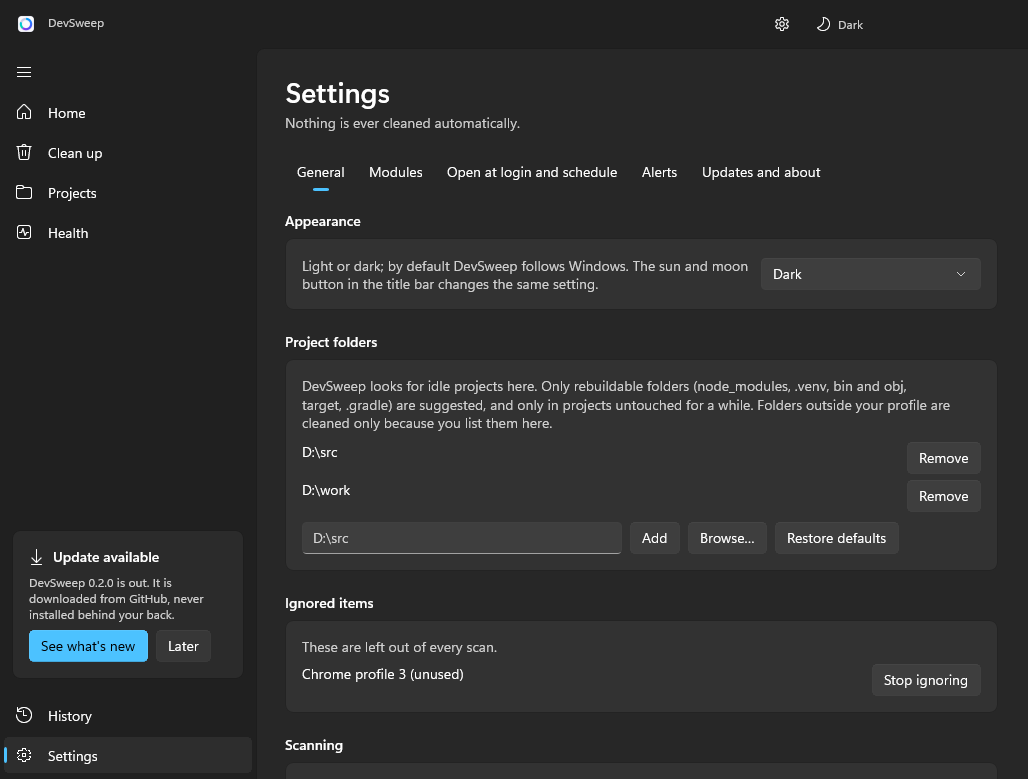 DevSweep
Dark
Home
Clean up
Projects
Health
Update available
DevSweep 0.2.0 is out. It is
downloaded from GitHub, never
installed behind your back.
See what's new
Later
History
Settings
Settings
Nothing is ever cleaned automatically.
General
Modules
Open at login and schedule
Alerts
Updates and about
Appearance
Light or dark; by default DevSweep follows Windows. The sun and moon
button in the title bar changes the same setting.
Dark
Project folders
DevSweep looks for idle projects here. Only rebuildable folders (node_modules, .venv, bin and obj,
target, .gradle) are suggested, and only in projects untouched for a while. Folders outside your profile are
cleaned only because you list them here.
D:\src
Remove
D:\work
Remove
D:\src
Add
Browse...
Restore defaults
Ignored items
These are left out of every scan.
Chrome profile 3 (unused)
Stop ignoring
Scanning